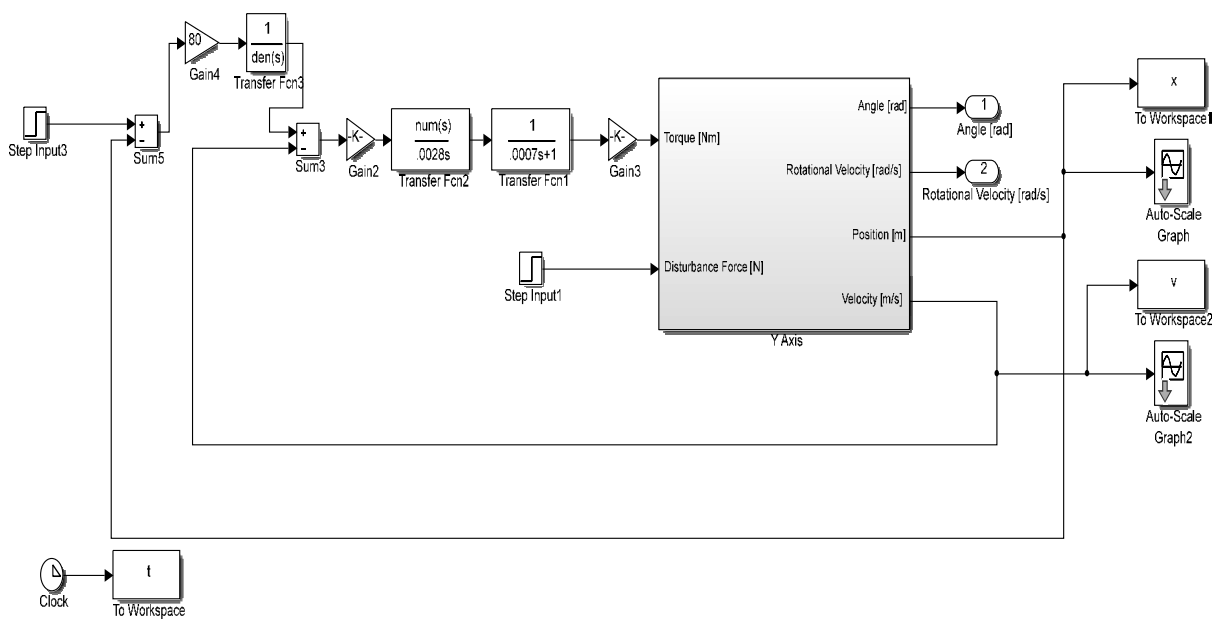 80
Gain4
1
den(s)
Transfer Fcn3
Step Input3
+
−
Sum5
+
−
Sum3
-K-
Gain2
num(s)
.0028s
Transfer Fcn2
1
.0007s+1
Transfer Fcn1
-K-
Gain3
Torque [Nm]
Disturbance Force [N]
Step Input1
Angle [rad]
Rotational Velocity [rad/s]
Position [m]
Velocity [m/s]
Y Axis
1
Angle [rad]
2
Rotational Velocity [rad/s]
x
To Workspace1
Auto-Scale
Graph
v
To Workspace2
Auto-Scale
Graph2
Clock
t
To Workspace